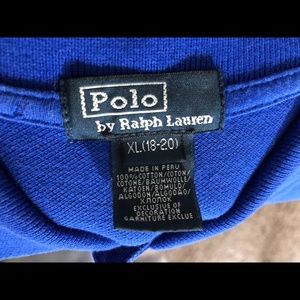 Polo
by Ralph Lauren
XL(18-20)
MADE IN PERU
100%COTTON/COTON/
COTONE/BAUMWOLLE/
KATOEN/BOMULD/
ALGODON/ALGODAO/
ХЛОПОК
EXCLUSIVE OF
DECORATION
GARNITURE EXCLUE